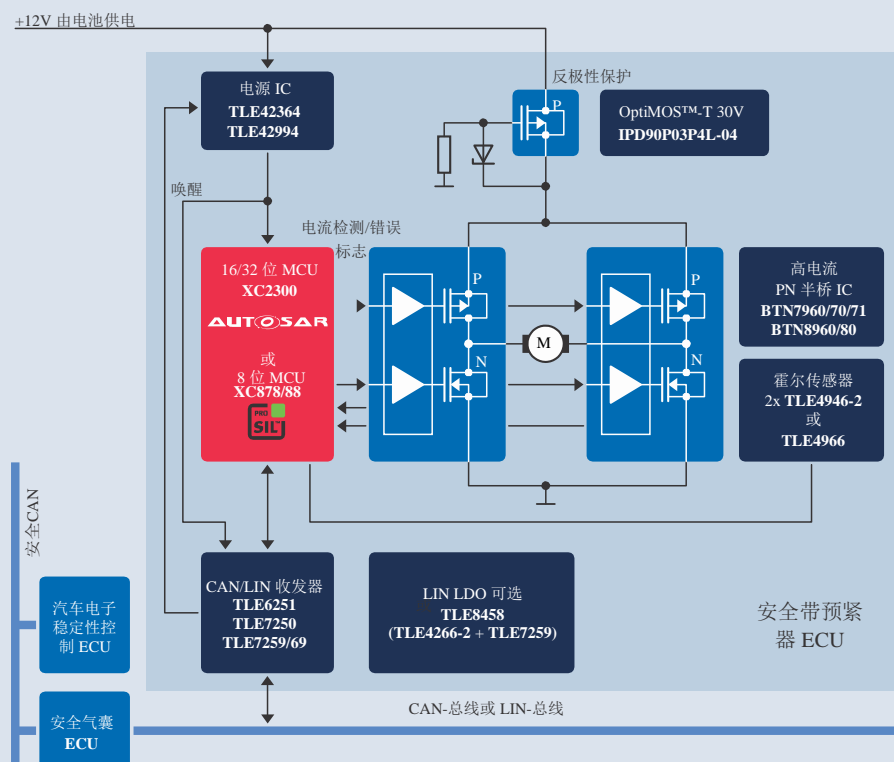 +12V 由电池供电
反极性保护
电源 IC
TLE42364
TLE42994
P
OptiMOS™-T 30V
IPD90P03P4L-04
唤醒
电流检测/错误
标志
16/32 位 MCU
XC2300
AUTOSAR
或
8 位 MCU
XC878/88
PRO
SIL™
P
N
M
P
N
高电流
PN 半桥 IC
BTN7960/70/71
BTN8960/80
霍尔传感器
2x TLE4946-2
或
TLE4966
安全CAN
CAN/LIN 收发器
TLE6251
TLE7250
TLE7259/69
LIN LDO 可选
TLE8458
(TLE4266-2 + TLE7259)
安全带预紧
器 ECU
汽车电子
稳定性控
制 ECU
安全气囊
ECU
CAN-总线或 LIN-总线